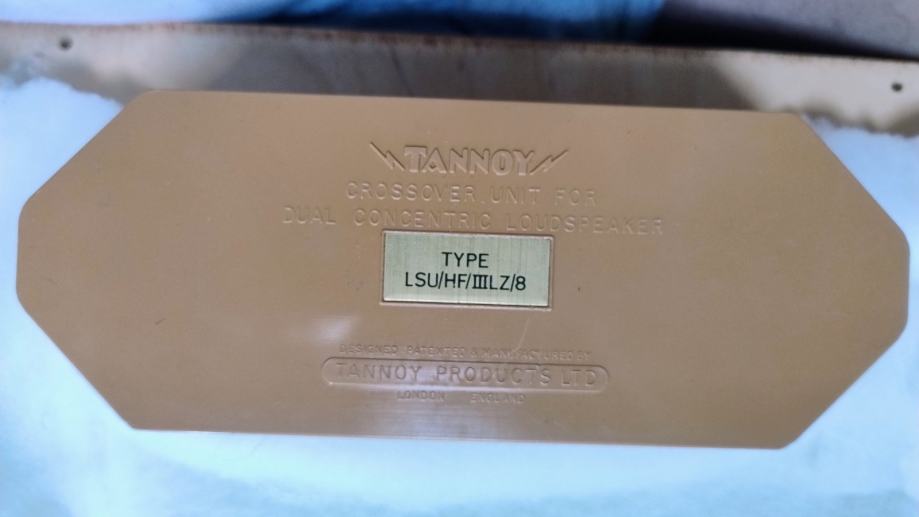 TANNOY
CROSSOVER UNIT FOR
DUAL CONCENTRIC LOUDSPEAKER
TYPE
LSU/HF/IIILZ/8
DESIGNED PATENTED & MANUFACTURED BY
TANNOY PRODUCTS LTD
LONDON ENGLAND